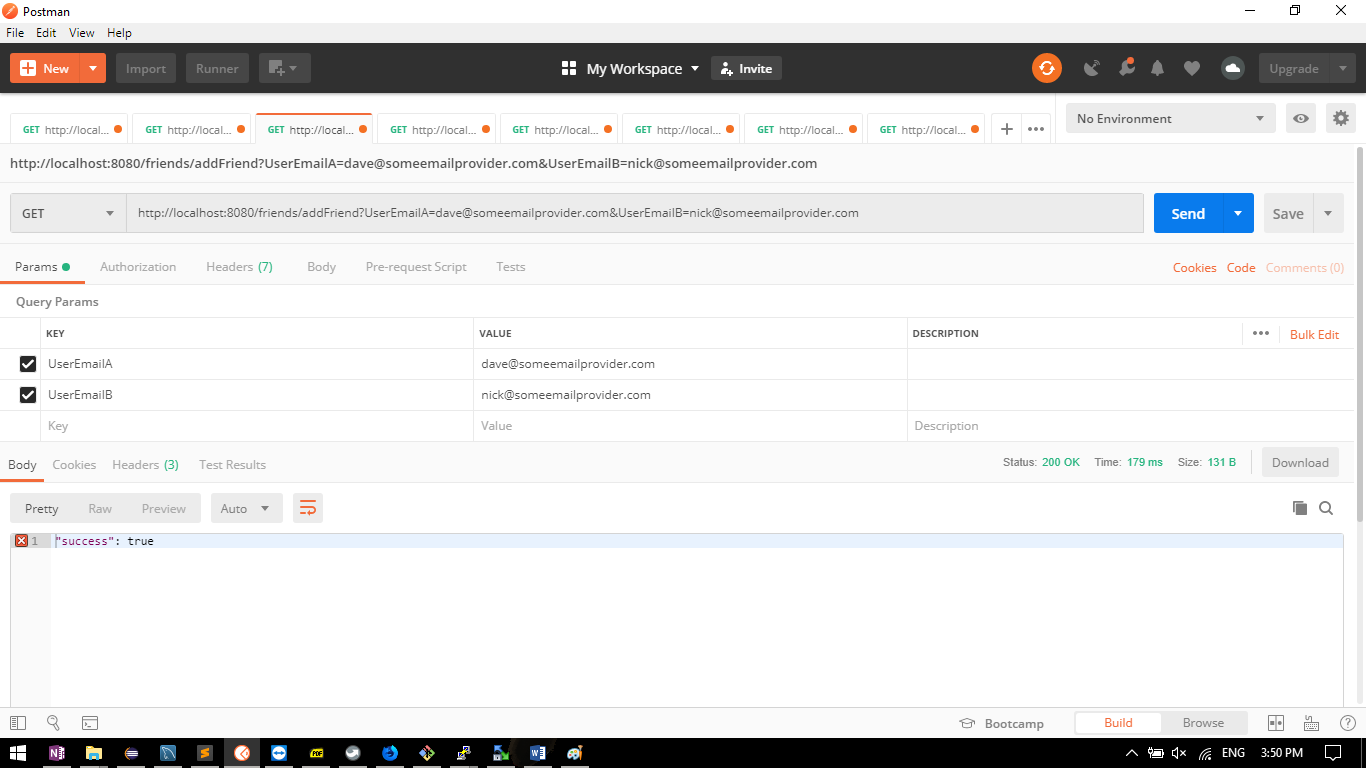 Postman
File Edit View Help
New Import Runner My Workspace Invite Upgrade
GET http://local... GET http://local... GET http://local... GET http://local... GET http://local... GET http://local... GET http://local... GET http://local... No Environment
http://localhost:8080/friends/addFriend?UserEmailA=dave@someemailprovider.com&UserEmailB=nick@someemailprovider.com
GET http://localhost:8080/friends/addFriend?UserEmailA=dave@someemailprovider.com&UserEmailB=nick@someemailprovider.com Send Save
Params Authorization Headers (7) Body Pre-request Script Tests Cookies Code Comments (0)
Query Params
KEY VALUE DESCRIPTION ••• Bulk Edit
UserEmailA dave@someemailprovider.com
UserEmailB nick@someemailprovider.com
Key Value Description
Body Cookies Headers (3) Test Results Status: 200 OK Time: 179 ms Size: 131 B Download
Pretty Raw Preview Auto
1 "success": true
Bootcamp Build Browse
PDF ENG 3:50 PM